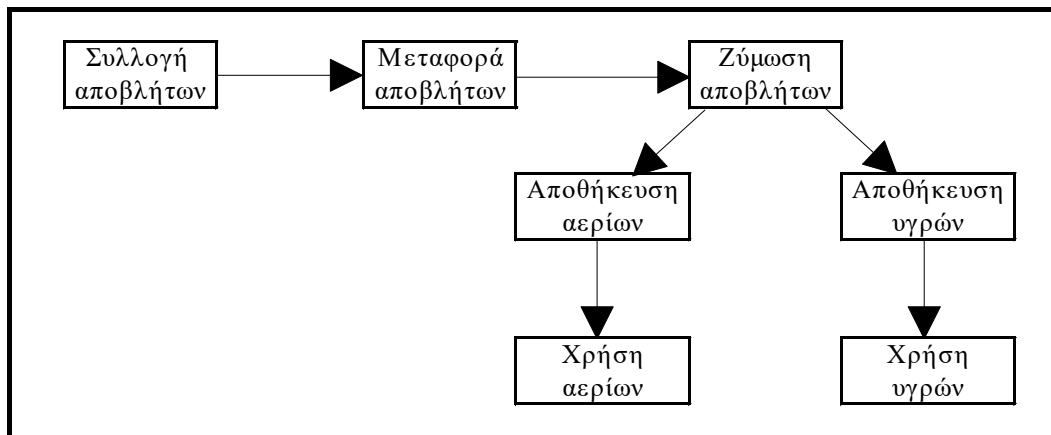 Συλλογή
αποβλήτων
Μεταφορά
αποβλήτων
Ζύμωση
αποβλήτων
Αποθήκευση
αερίων
Αποθήκευση
υγρών
Χρήση
αερίων
Χρήση
υγρών